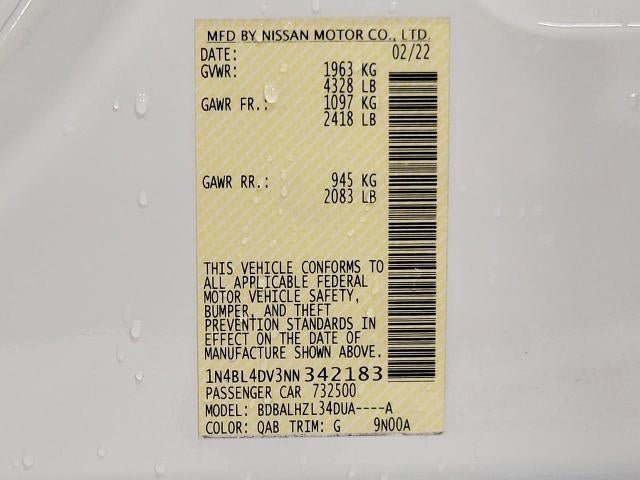 MFD BY NISSAN MOTOR CO., LTD.
DATE: 02/22
GVWR: 1963 KG
4328 LB
GAWR FR.: 1097 KG
2418 LB
GAWR RR.: 945 KG
2083 LB
THIS VEHICLE CONFORMS TO
ALL APPLICABLE FEDERAL
MOTOR VEHICLE SAFETY,
BUMPER, AND THEFT
PREVENTION STANDARDS IN
EFFECT ON THE DATE OF
MANUFACTURE SHOWN ABOVE.
1N4BL4DV3NN342183
PASSENGER CAR 732500
MODEL: BDBALHZL34DUA----A
COLOR: QAB TRIM: G 9N00A